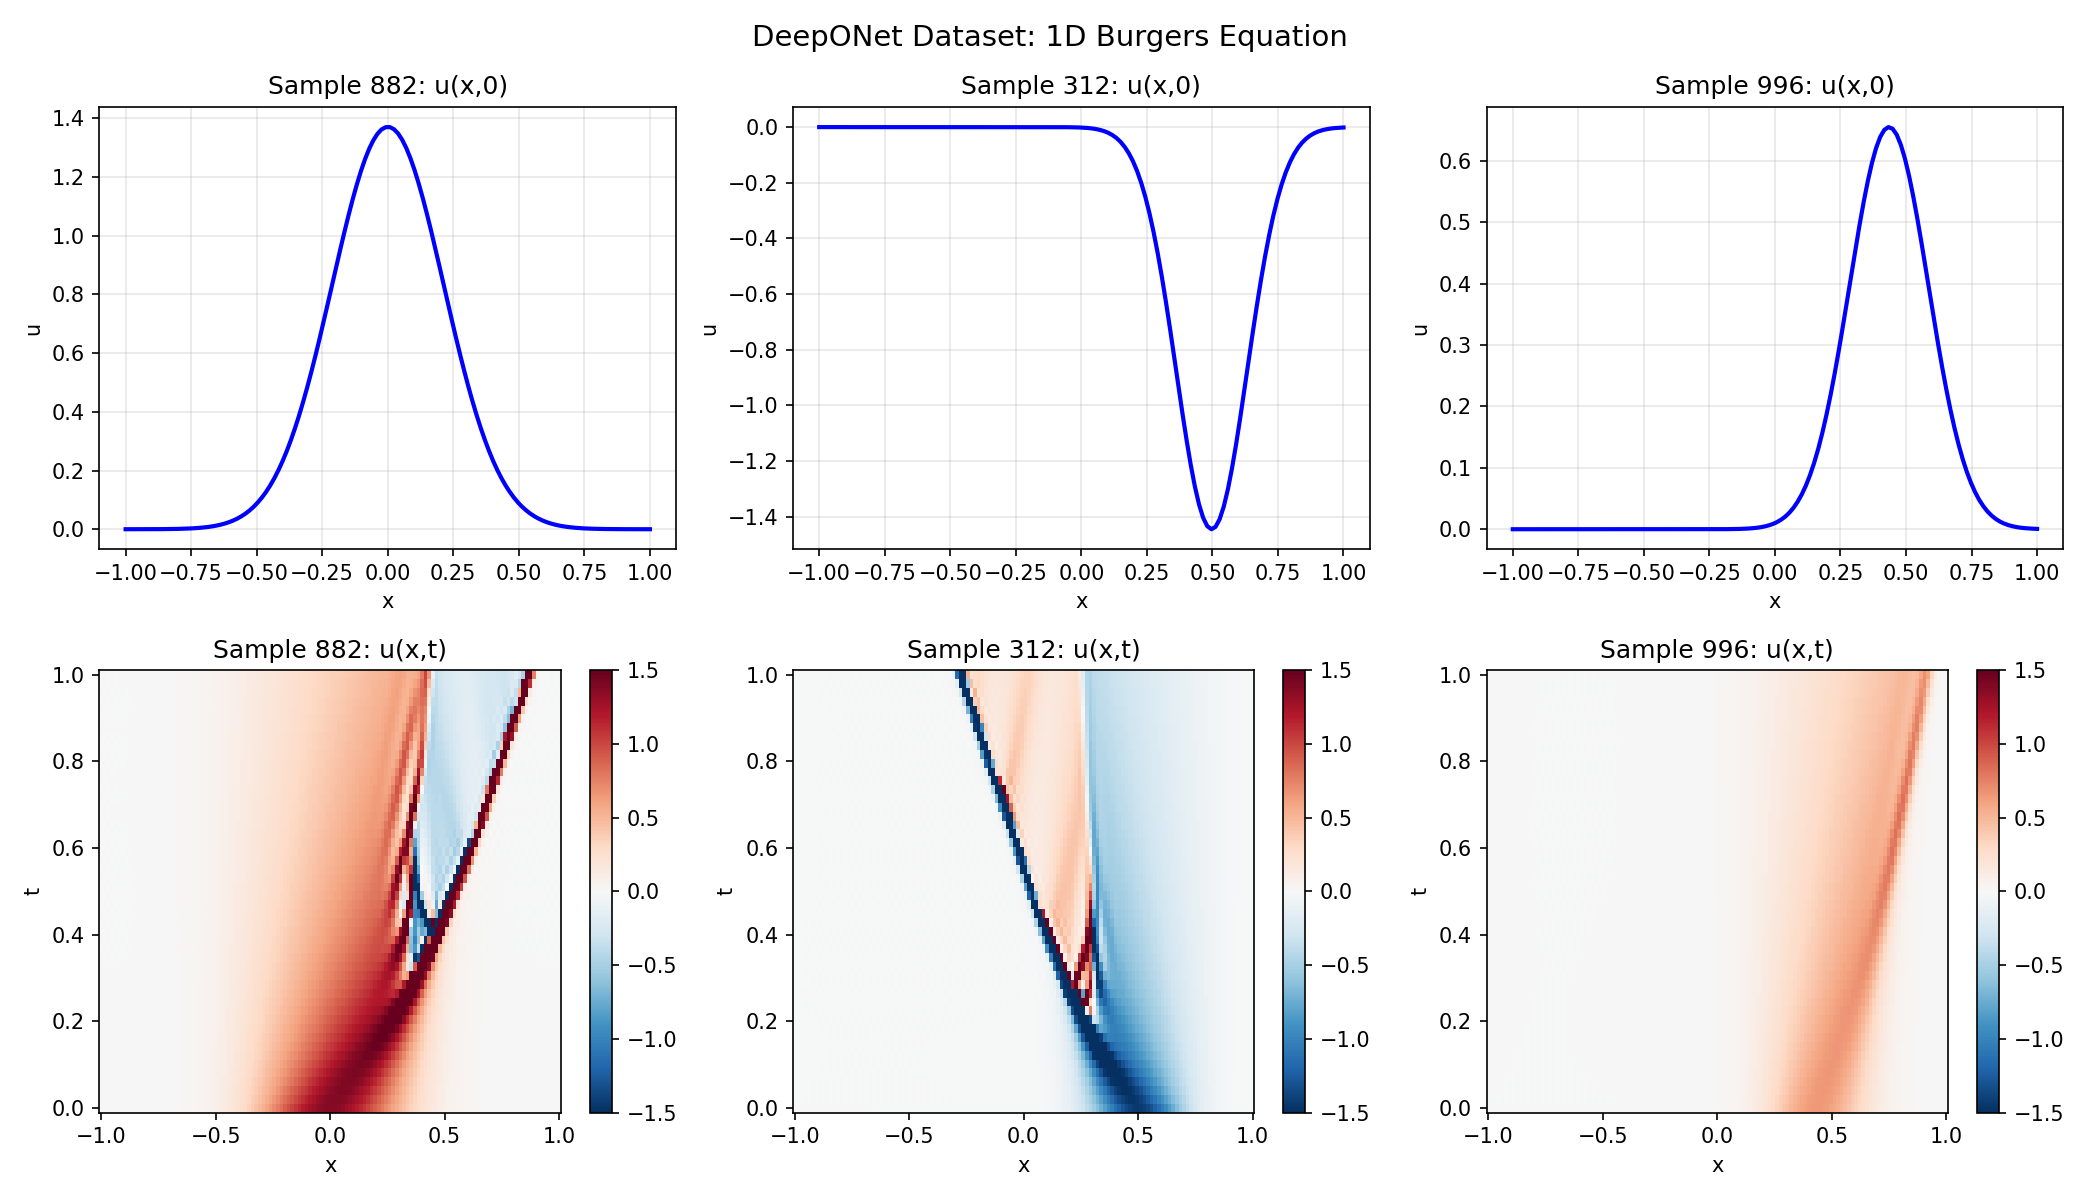 DeepONet Dataset: 1D Burgers Equation
Sample 882: u(x,0)
1.4
1.2
1.0
0.8
0.6
0.4
0.2
0.0
u
−1.00 −0.75 −0.50 −0.25 0.00 0.25 0.50 0.75 1.00
x
Sample 312: u(x,0)
0.0
−0.2
−0.4
−0.6
−0.8
−1.0
−1.2
−1.4
u
−1.00 −0.75 −0.50 −0.25 0.00 0.25 0.50 0.75 1.00
x
Sample 996: u(x,0)
0.6
0.5
0.4
0.3
0.2
0.1
0.0
u
−1.00 −0.75 −0.50 −0.25 0.00 0.25 0.50 0.75 1.00
x
Sample 882: u(x,t)
1.0
0.8
0.6
0.4
0.2
0.0
t
−1.0 −0.5 0.0 0.5 1.0
x
1.5
1.0
0.5
0.0
−0.5
−1.0
−1.5
Sample 312: u(x,t)
1.0
0.8
0.6
0.4
0.2
0.0
t
−1.0 −0.5 0.0 0.5 1.0
x
1.5
1.0
0.5
0.0
−0.5
−1.0
−1.5
Sample 996: u(x,t)
1.0
0.8
0.6
0.4
0.2
0.0
t
−1.0 −0.5 0.0 0.5 1.0
x
1.5
1.0
0.5
0.0
−0.5
−1.0
−1.5